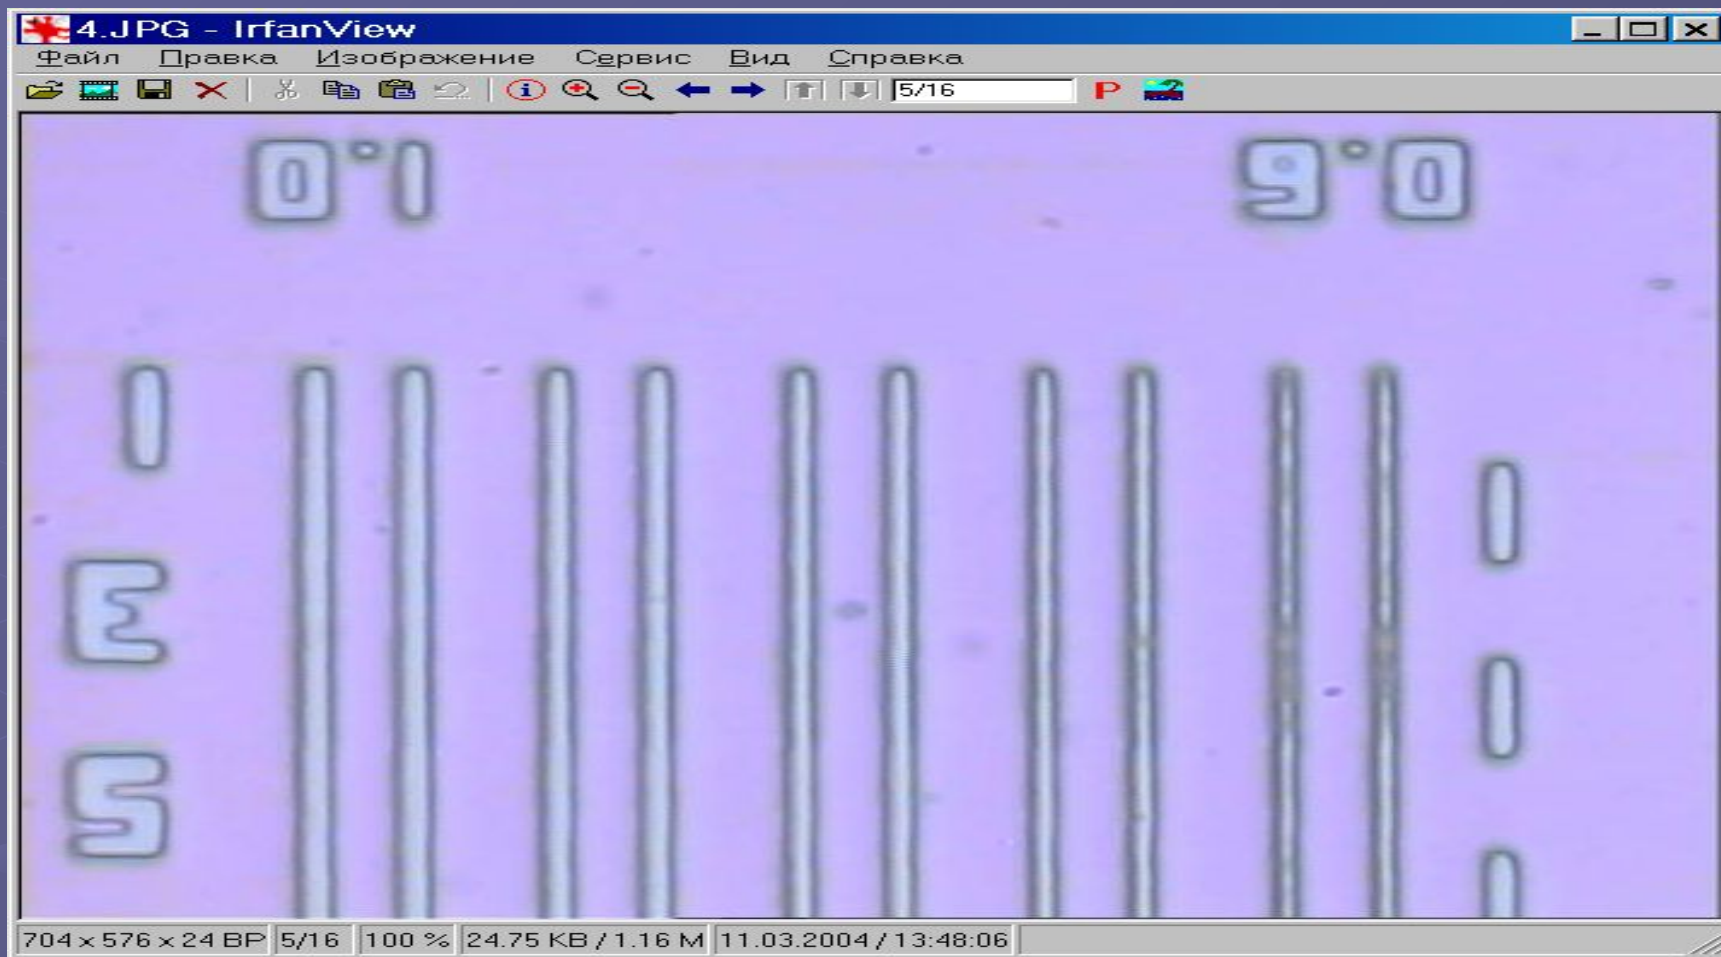 4.JPG - IrfanView
Файл Правка Изображение Сервис Вид Справка
5/16 P
1.0 0.6
704 x 576 x 24 BP 5/16 100 % 24.75 KB / 1.16 M 11.03.2004 / 13:48:06